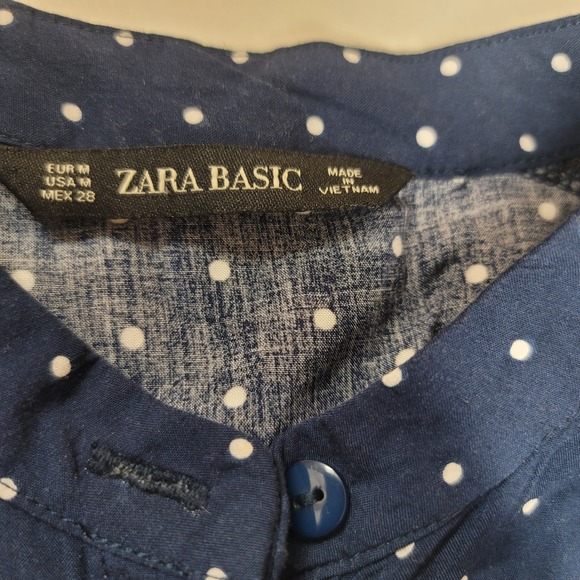 EUR M
USA M
MEX 28
ZARA BASIC
MADE
IN
VIETNAM